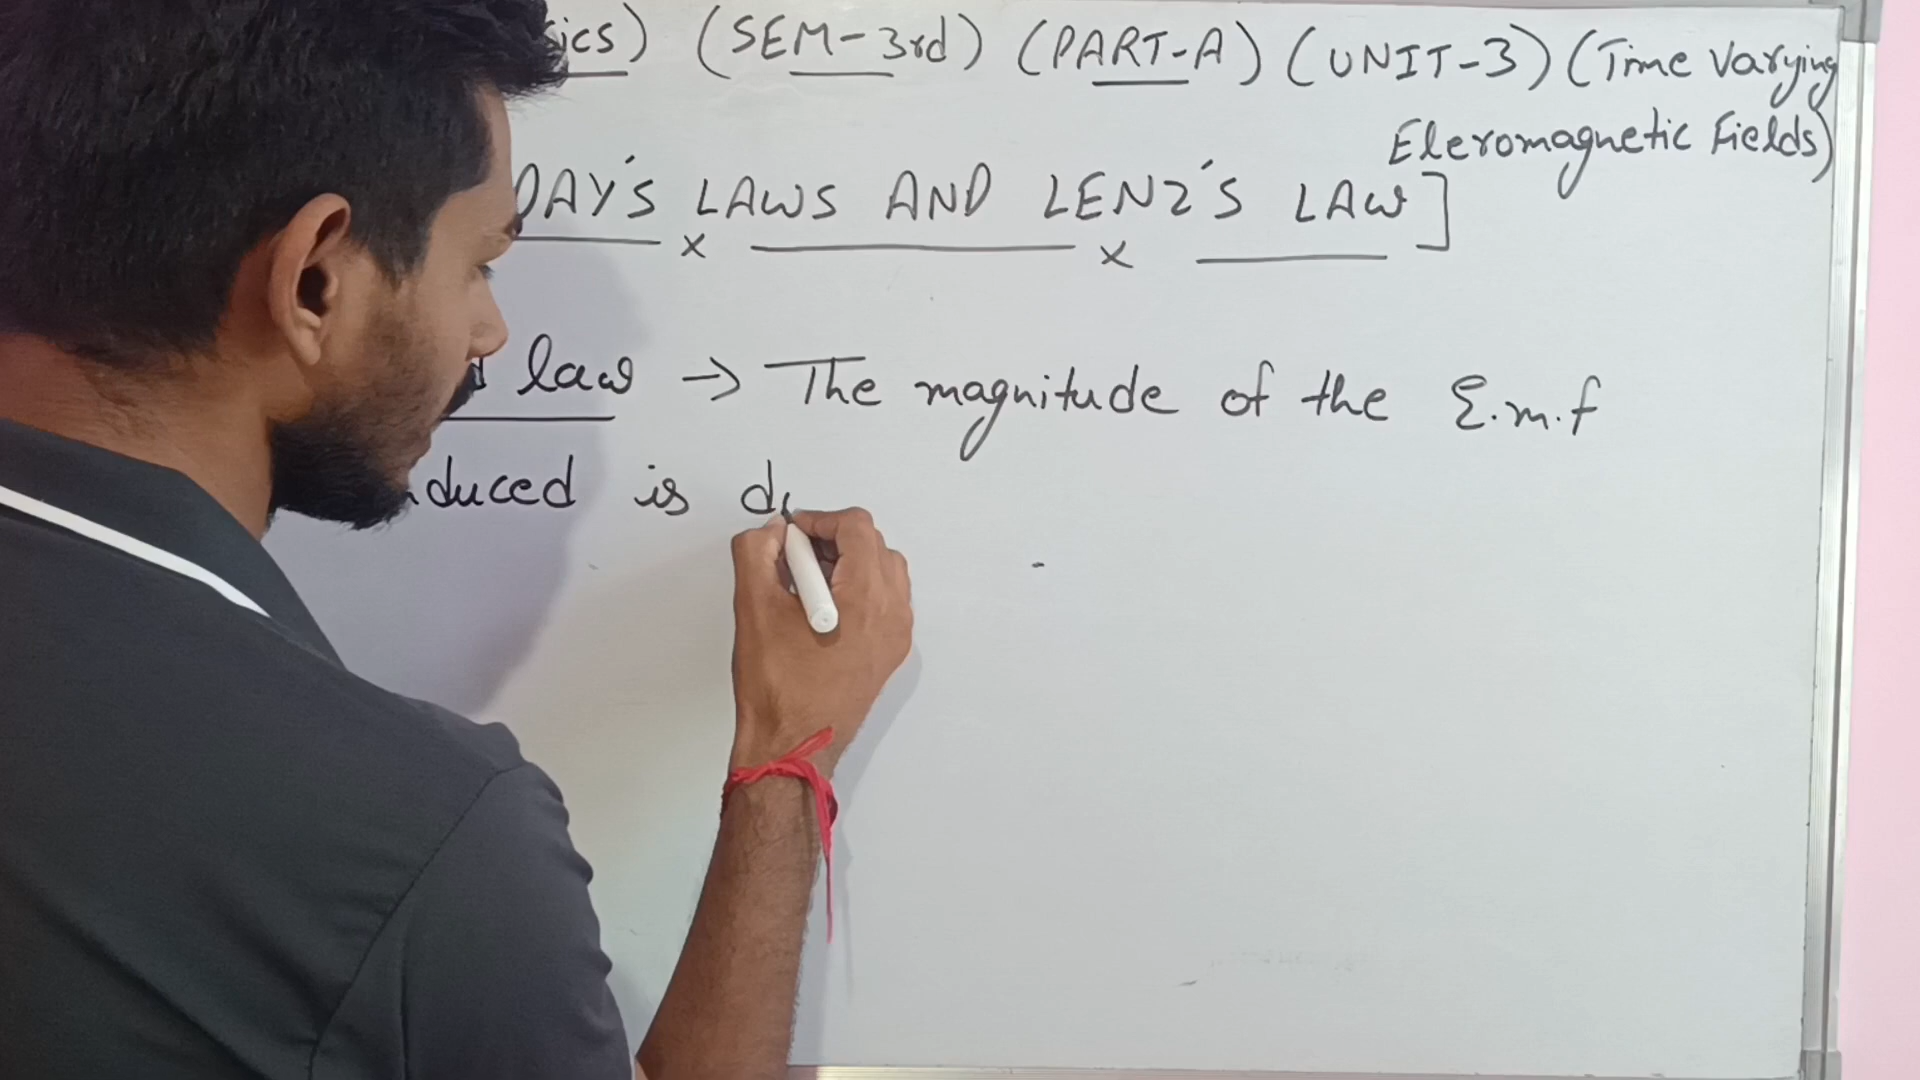 ics) (SEM-3rd) (PART-A) (UNIT-3) (Time Varying
Eleromagnetic Fields)
DAY'S LAWS AND LENZ'S LAW]
law → The magnitude of the E.m.f
nduced is d